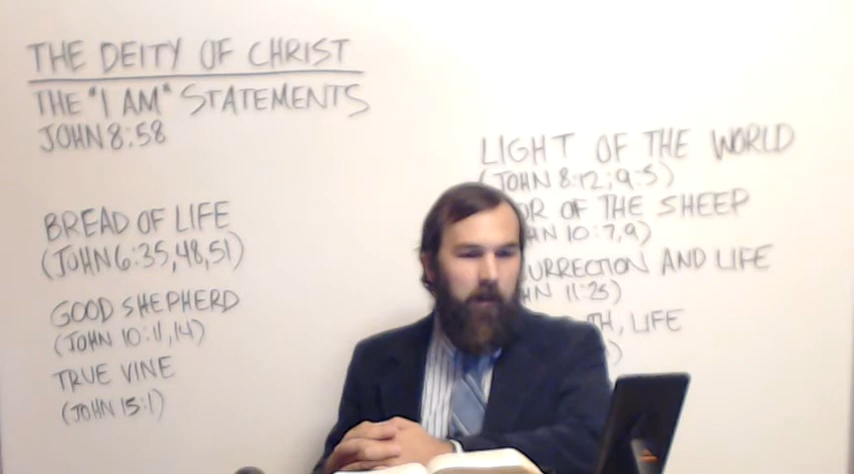 THE DEITY OF CHRIST
THE "I AM" STATEMENTS
JOHN 8:58
BREAD OF LIFE
(JOHN 6:35,48,51)
GOOD SHEPHERD
(JOHN 10:11,14)
TRUE VINE
(JOHN 15:1)
LIGHT OF THE WORLD
(JOHN 8:12; 9:5)
OF THE SHEEP
10:7,9)
AND LIFE
11:25)
LIFE